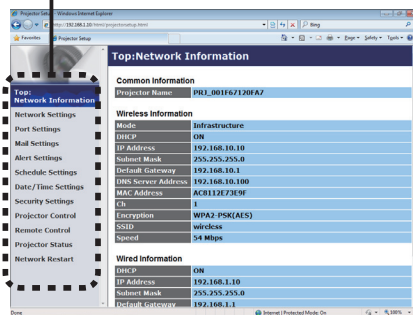 Projector Setup - Windows Internet Explorer
http://192.168.1.10/html/projectorsetup.html
Bing
Favorites Projector Setup
Page Safety Tools
Top:Network Information
Common Information
Projector Name PRJ_001F67120FA7
Wireless Information
Mode Infrastructure
DHCP ON
IP Address 192.168.10.10
Subnet Mask 255.255.255.0
Default Gateway 192.168.10.1
DNS Server Address 192.168.10.100
MAC Address AC8112E73E9F
Ch 1
Encryption WPA2-PSK(AES)
SSID wireless
Speed 54 Mbps
Wired Information
DHCP ON
IP Address 192.168.1.10
Subnet Mask 255.255.255.0
Default Gateway 192.168.1.1
Top:
Network Information
Network Settings
Port Settings
Mail Settings
Alert Settings
Schedule Settings
Date/Time Settings
Security Settings
Projector Control
Remote Control
Projector Status
Network Restart
Done
Internet | Protected Mode: On
100%